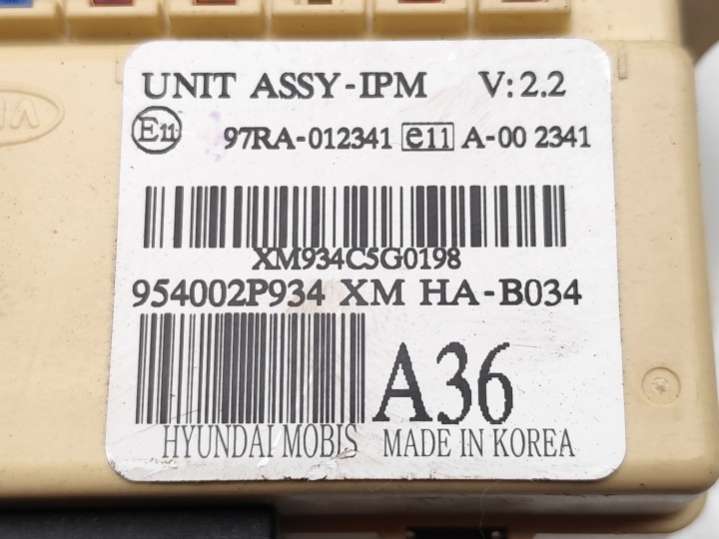 UNIT ASSY-IPM V:2.2
E11 97RA-012341 e11 A-00 2341
XM934C5G0198
954002P934 XM HA-B034
A36
HYUNDAI MOBIS MADE IN KOREA